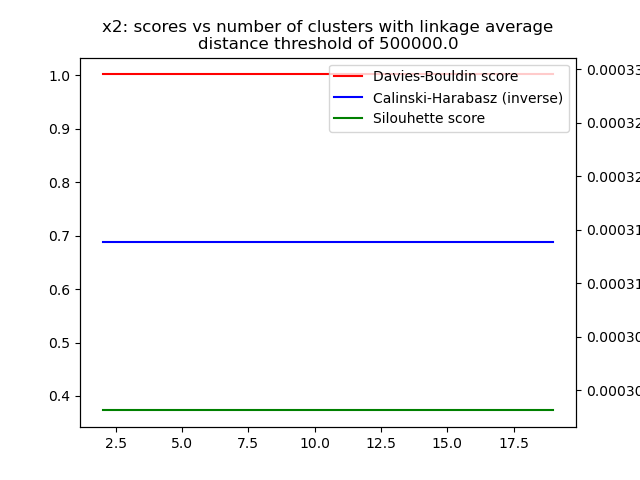 x2: scores vs number of clusters with linkage average
distance threshold of 500000.0
Davies-Bouldin score
Calinski-Harabasz (inverse)
Silouhette score
1.0
0.9
0.8
0.7
0.6
0.5
0.4
0.00033
0.00032
0.00032
0.00031
0.00031
0.00030
0.00030
2.5 5.0 7.5 10.0 12.5 15.0 17.5